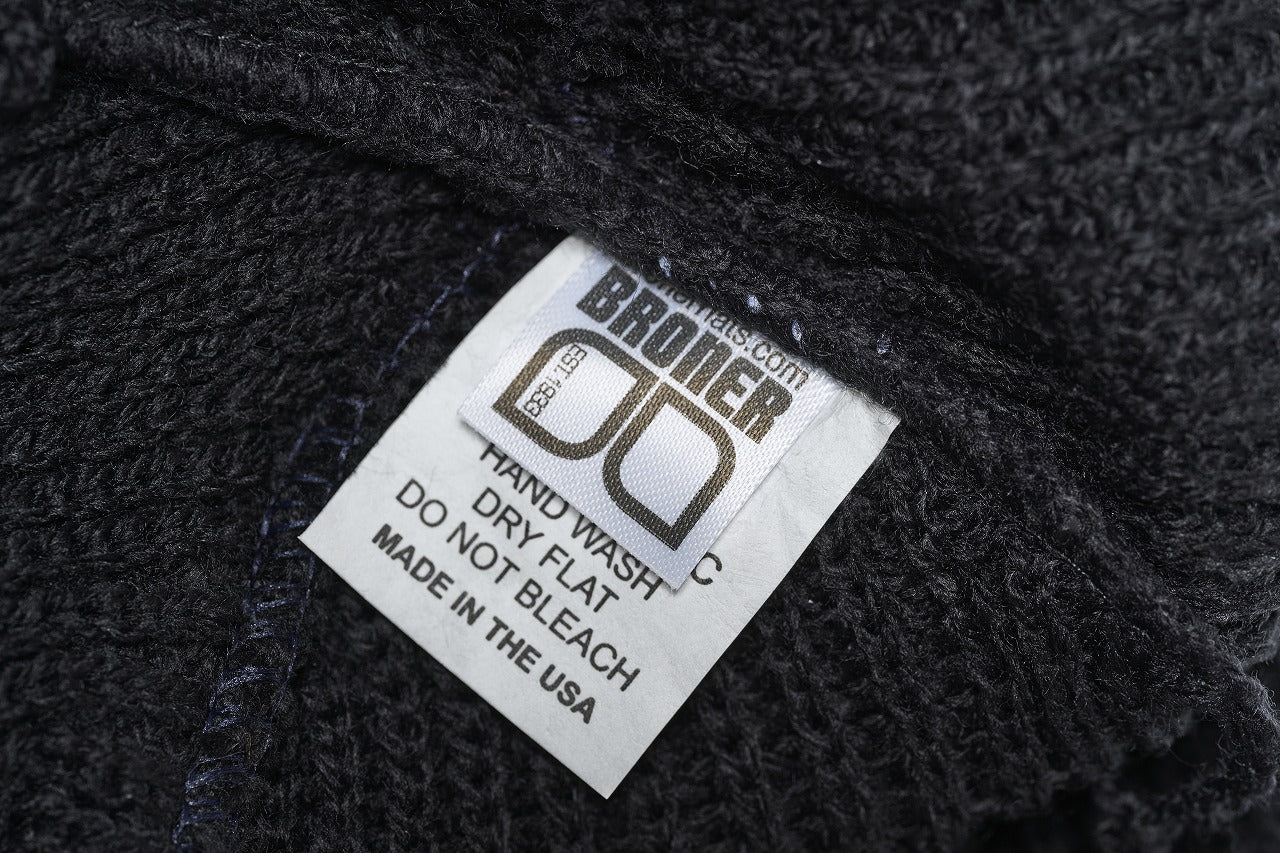 BRONER
EST. 1933
HAND WASH
DRY FLAT
DO NOT BLEACH
MADE IN THE USA